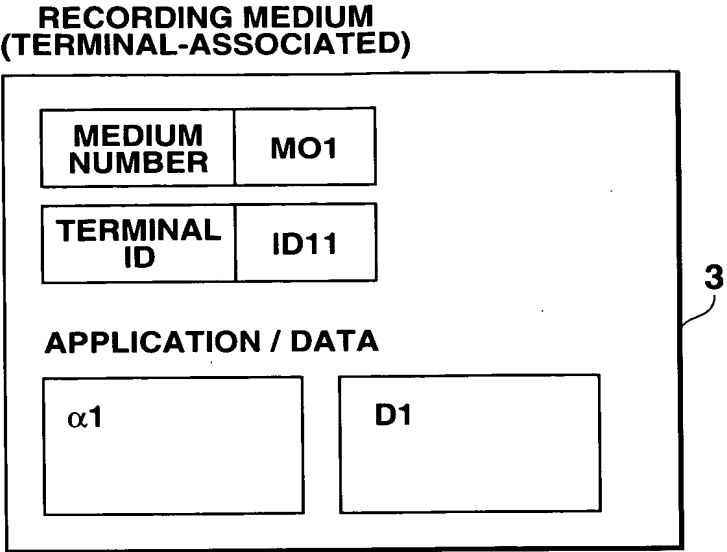 RECORDING MEDIUM
(TERMINAL-ASSOCIATED)
MEDIUM
NUMBER
MO1
TERMINAL
ID
ID11
3
APPLICATION / DATA
α1
D1